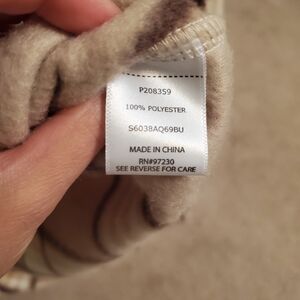 P208359
100% POLYESTER
S6038AQ69BU
MADE IN CHINA
RN#97230
SEE REVERSE FOR CARE